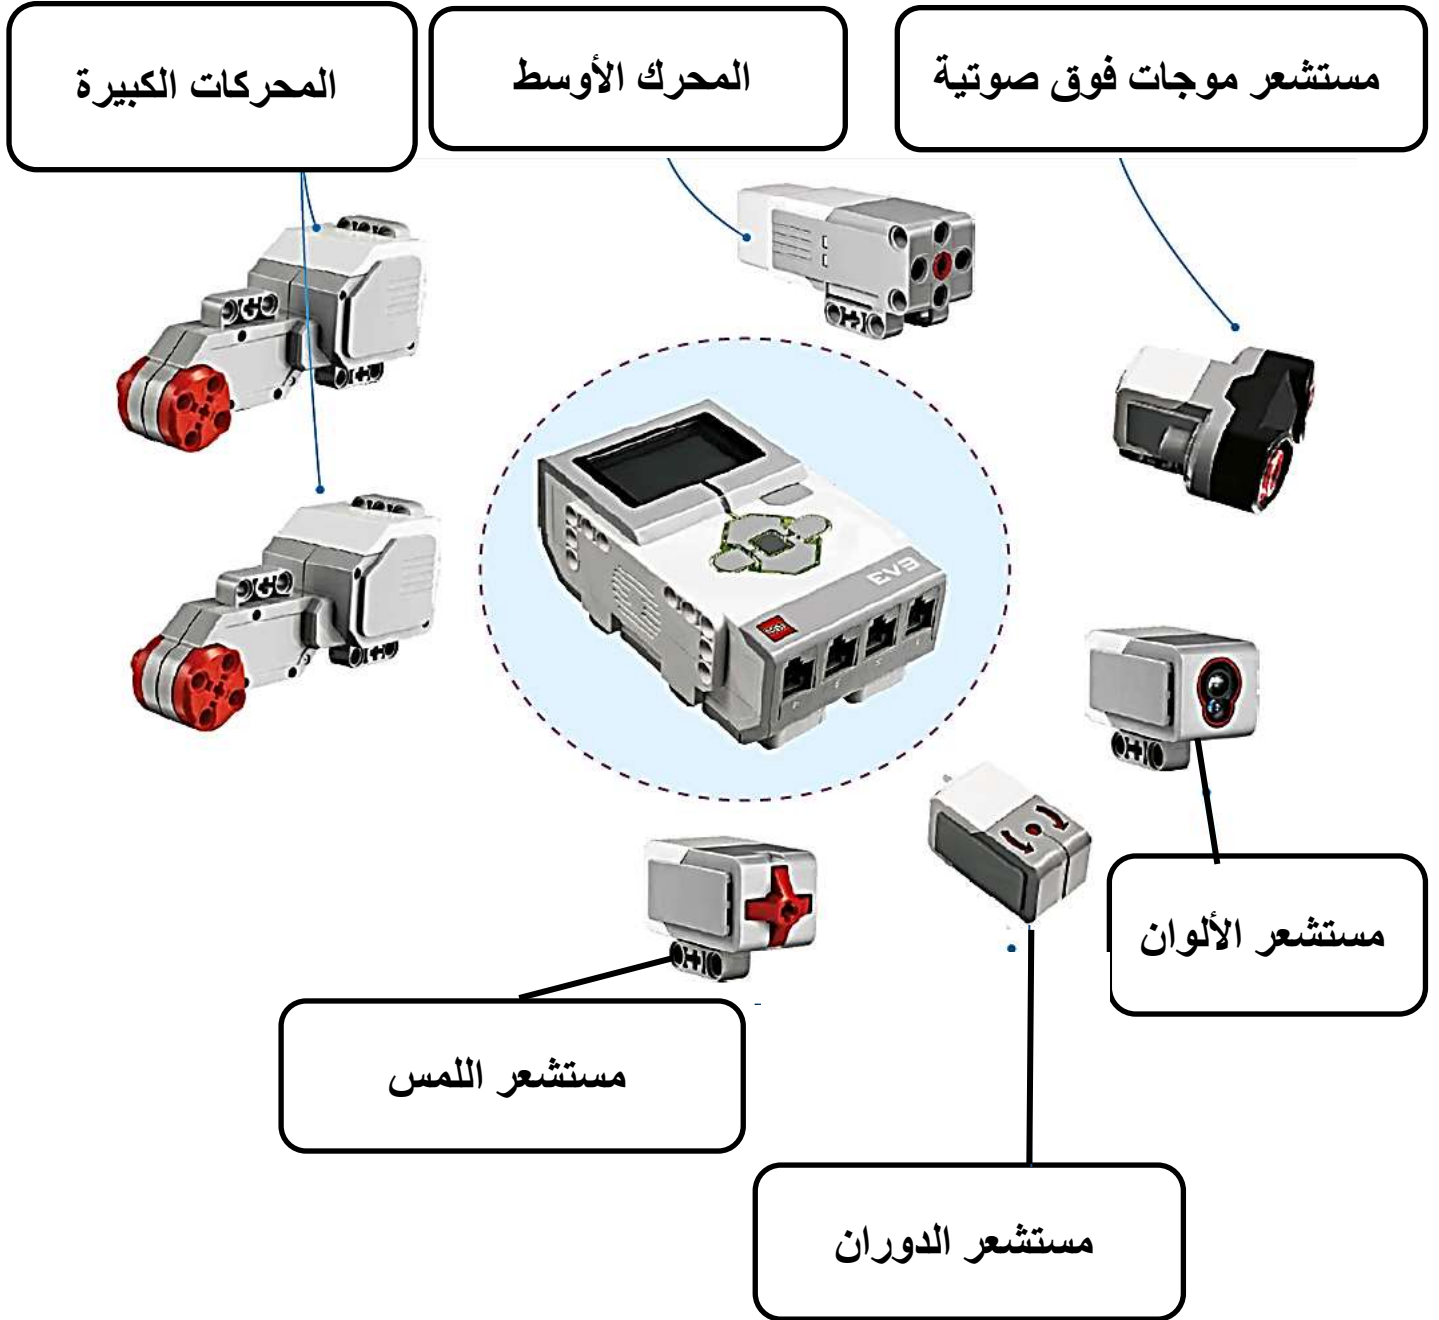 مستشعر موجات فوق صوتية
المحرك الأوسط
المحركات الكبيرة
EV3
مستشعر الألوان
مستشعر اللمس
مستشعر الدوران